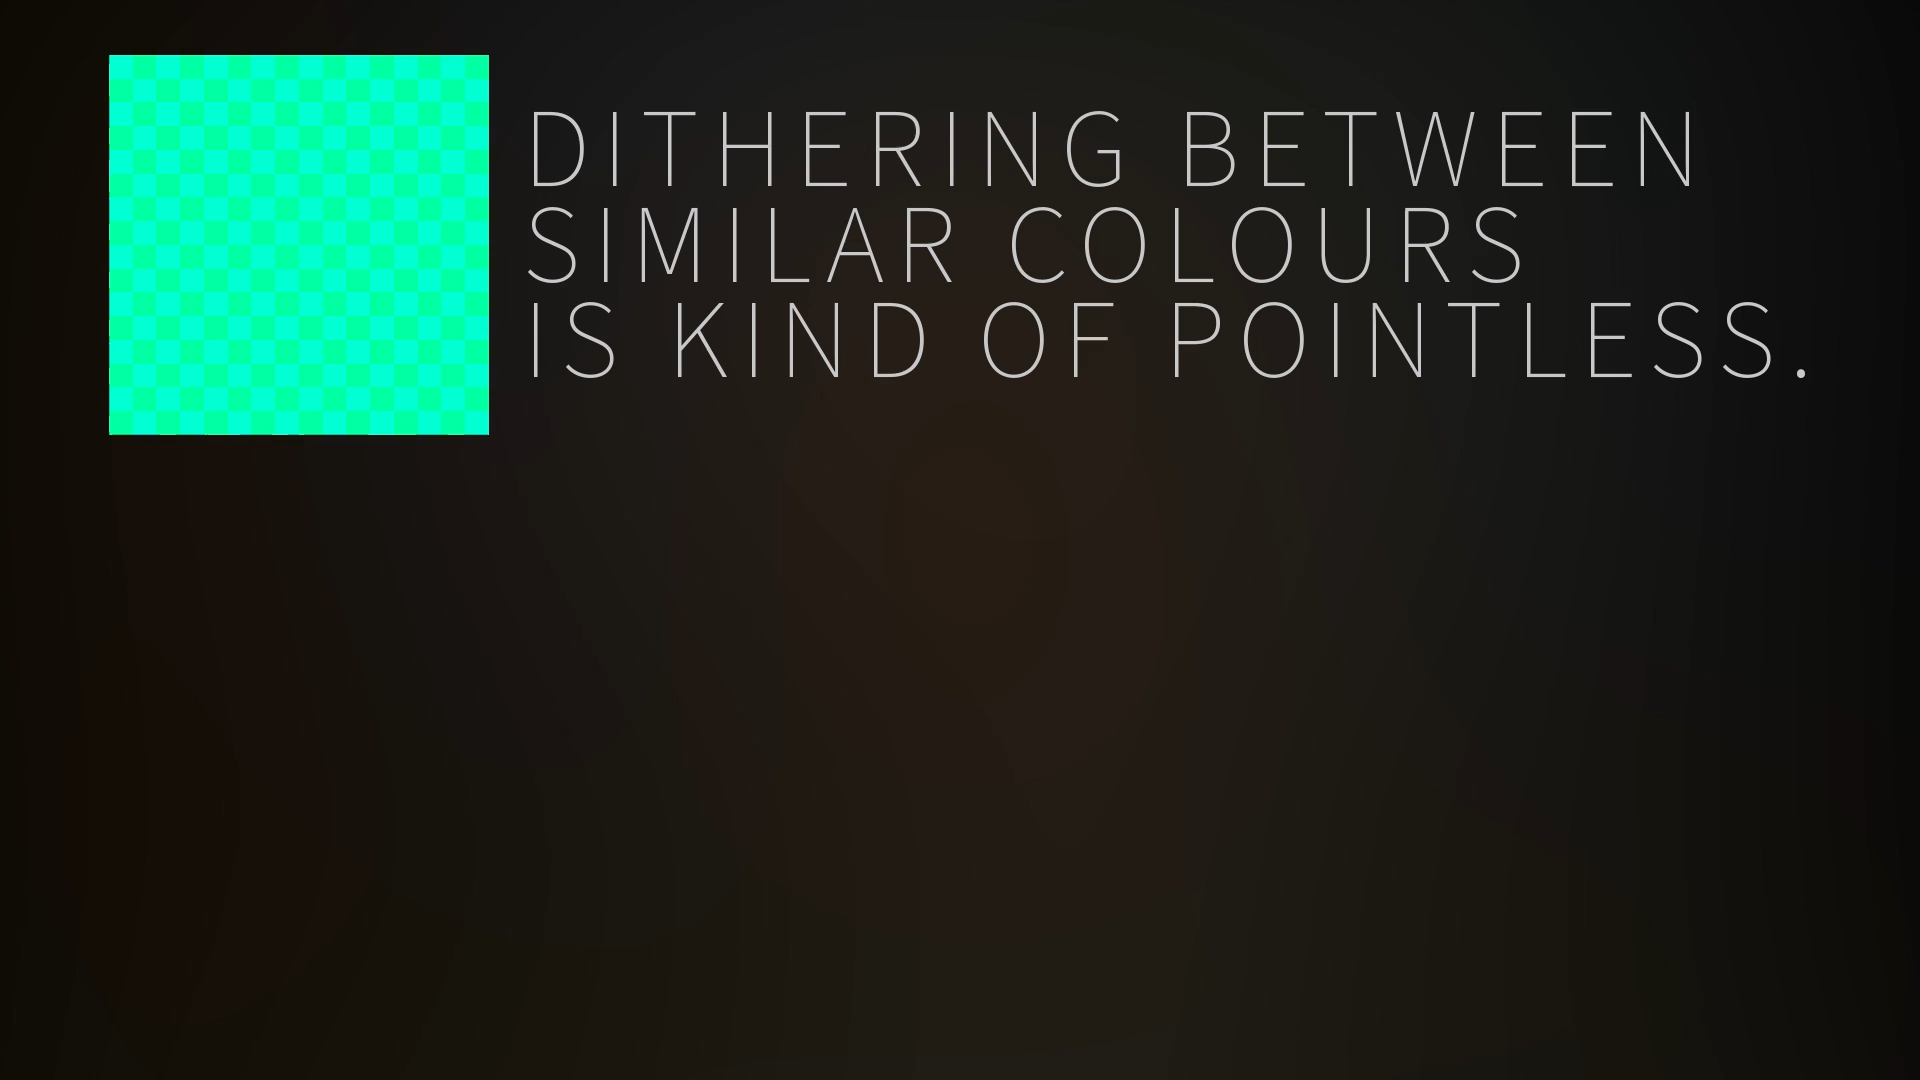 DITHERING BETWEEN
SIMILAR COLOURS
IS KIND OF POINTLESS.